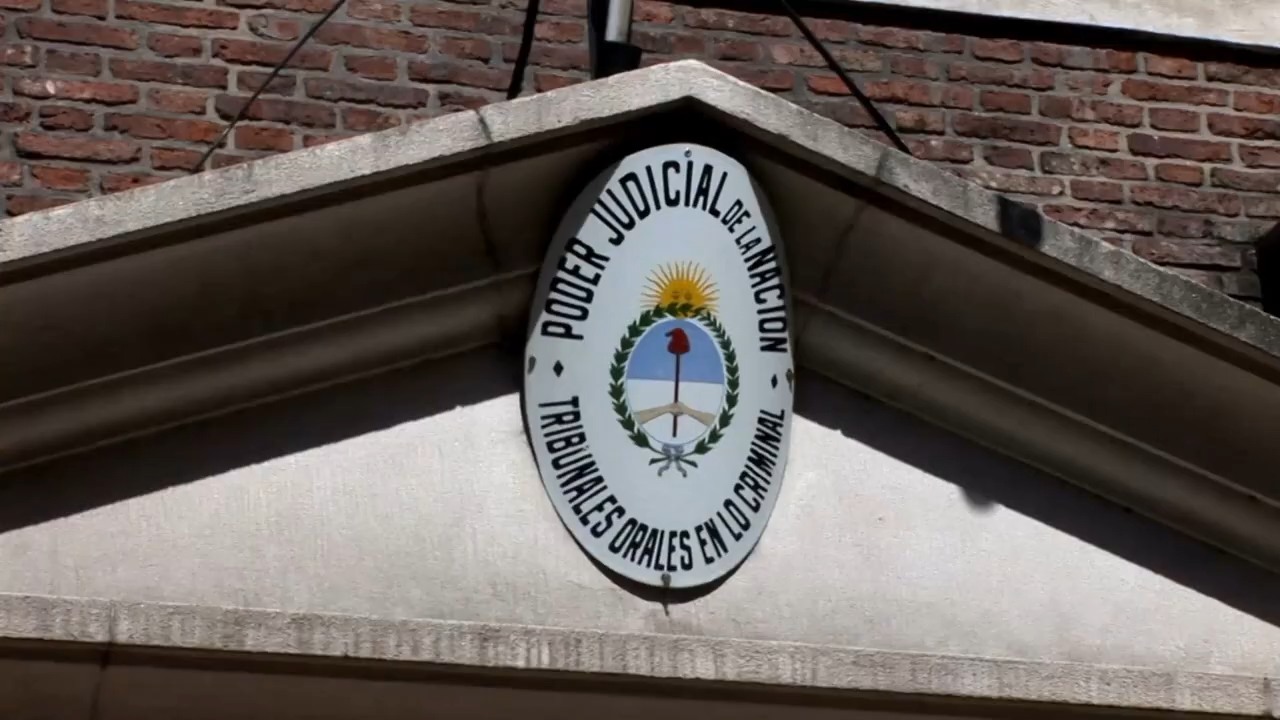 PODER JUDICIAL DE LA NACION
TRIBUNALES ORALES EN LO CRIMINAL